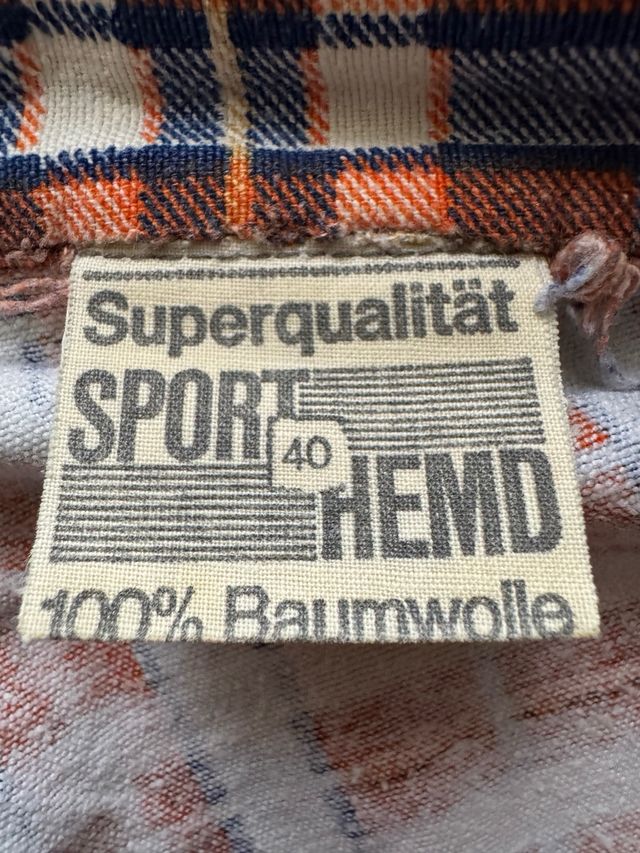 Superqualität
SPORT
40
HEMD
100% Baumwolle